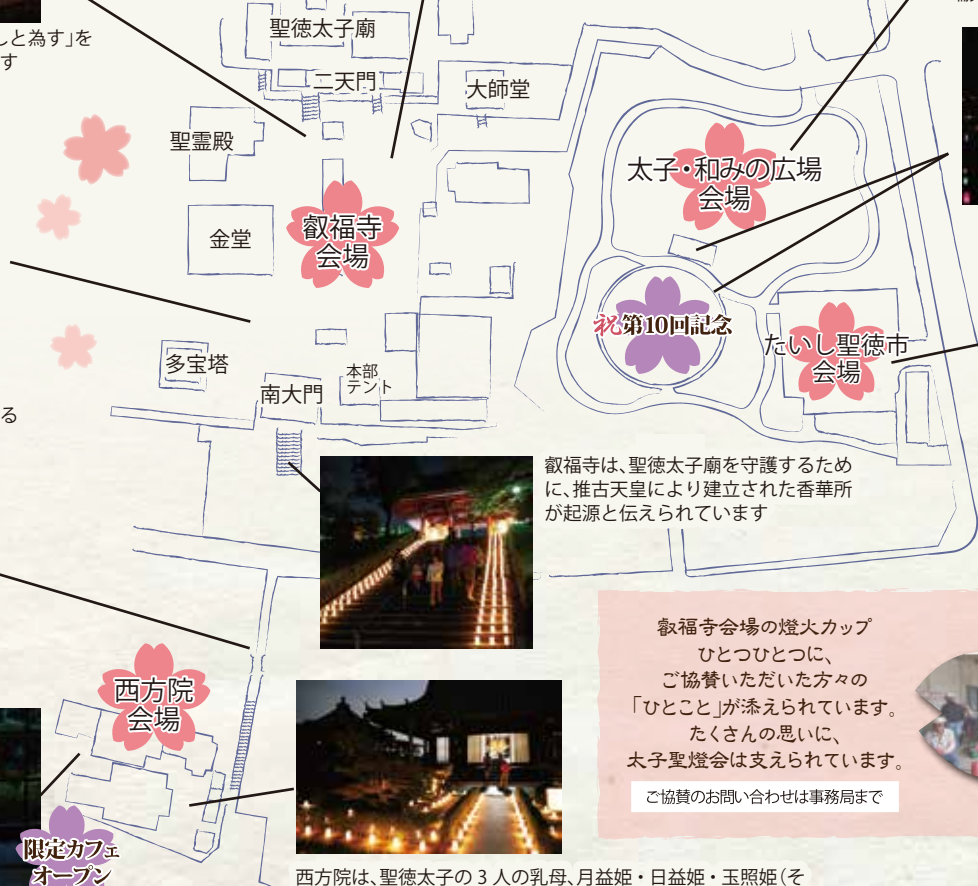 しと為す」を
す
聖徳太子廟
二天門
大師堂
聖霊殿
太子・和みの広場
会場
叡福寺
会場
金堂
祝第10回記念
たいし聖徳市
会場
多宝塔
本部
テント
南大門
る
叡福寺は、聖徳太子廟を守護するため
に、推古天皇により建立された香華所
が起源と伝えられています
叡福寺会場の燈火カップ
ひとつひとつに、
ご協賛いただいた方々の
「ひとこと」が添えられています。
たくさんの思いに、
太子聖燈会は支えられています。
ご協賛のお問い合わせは事務局まで
西方院
会場
限定カフェ
オープン
西方院は、聖徳太子の 3 人の乳母、月益姫・日益姫・玉照姫（そ